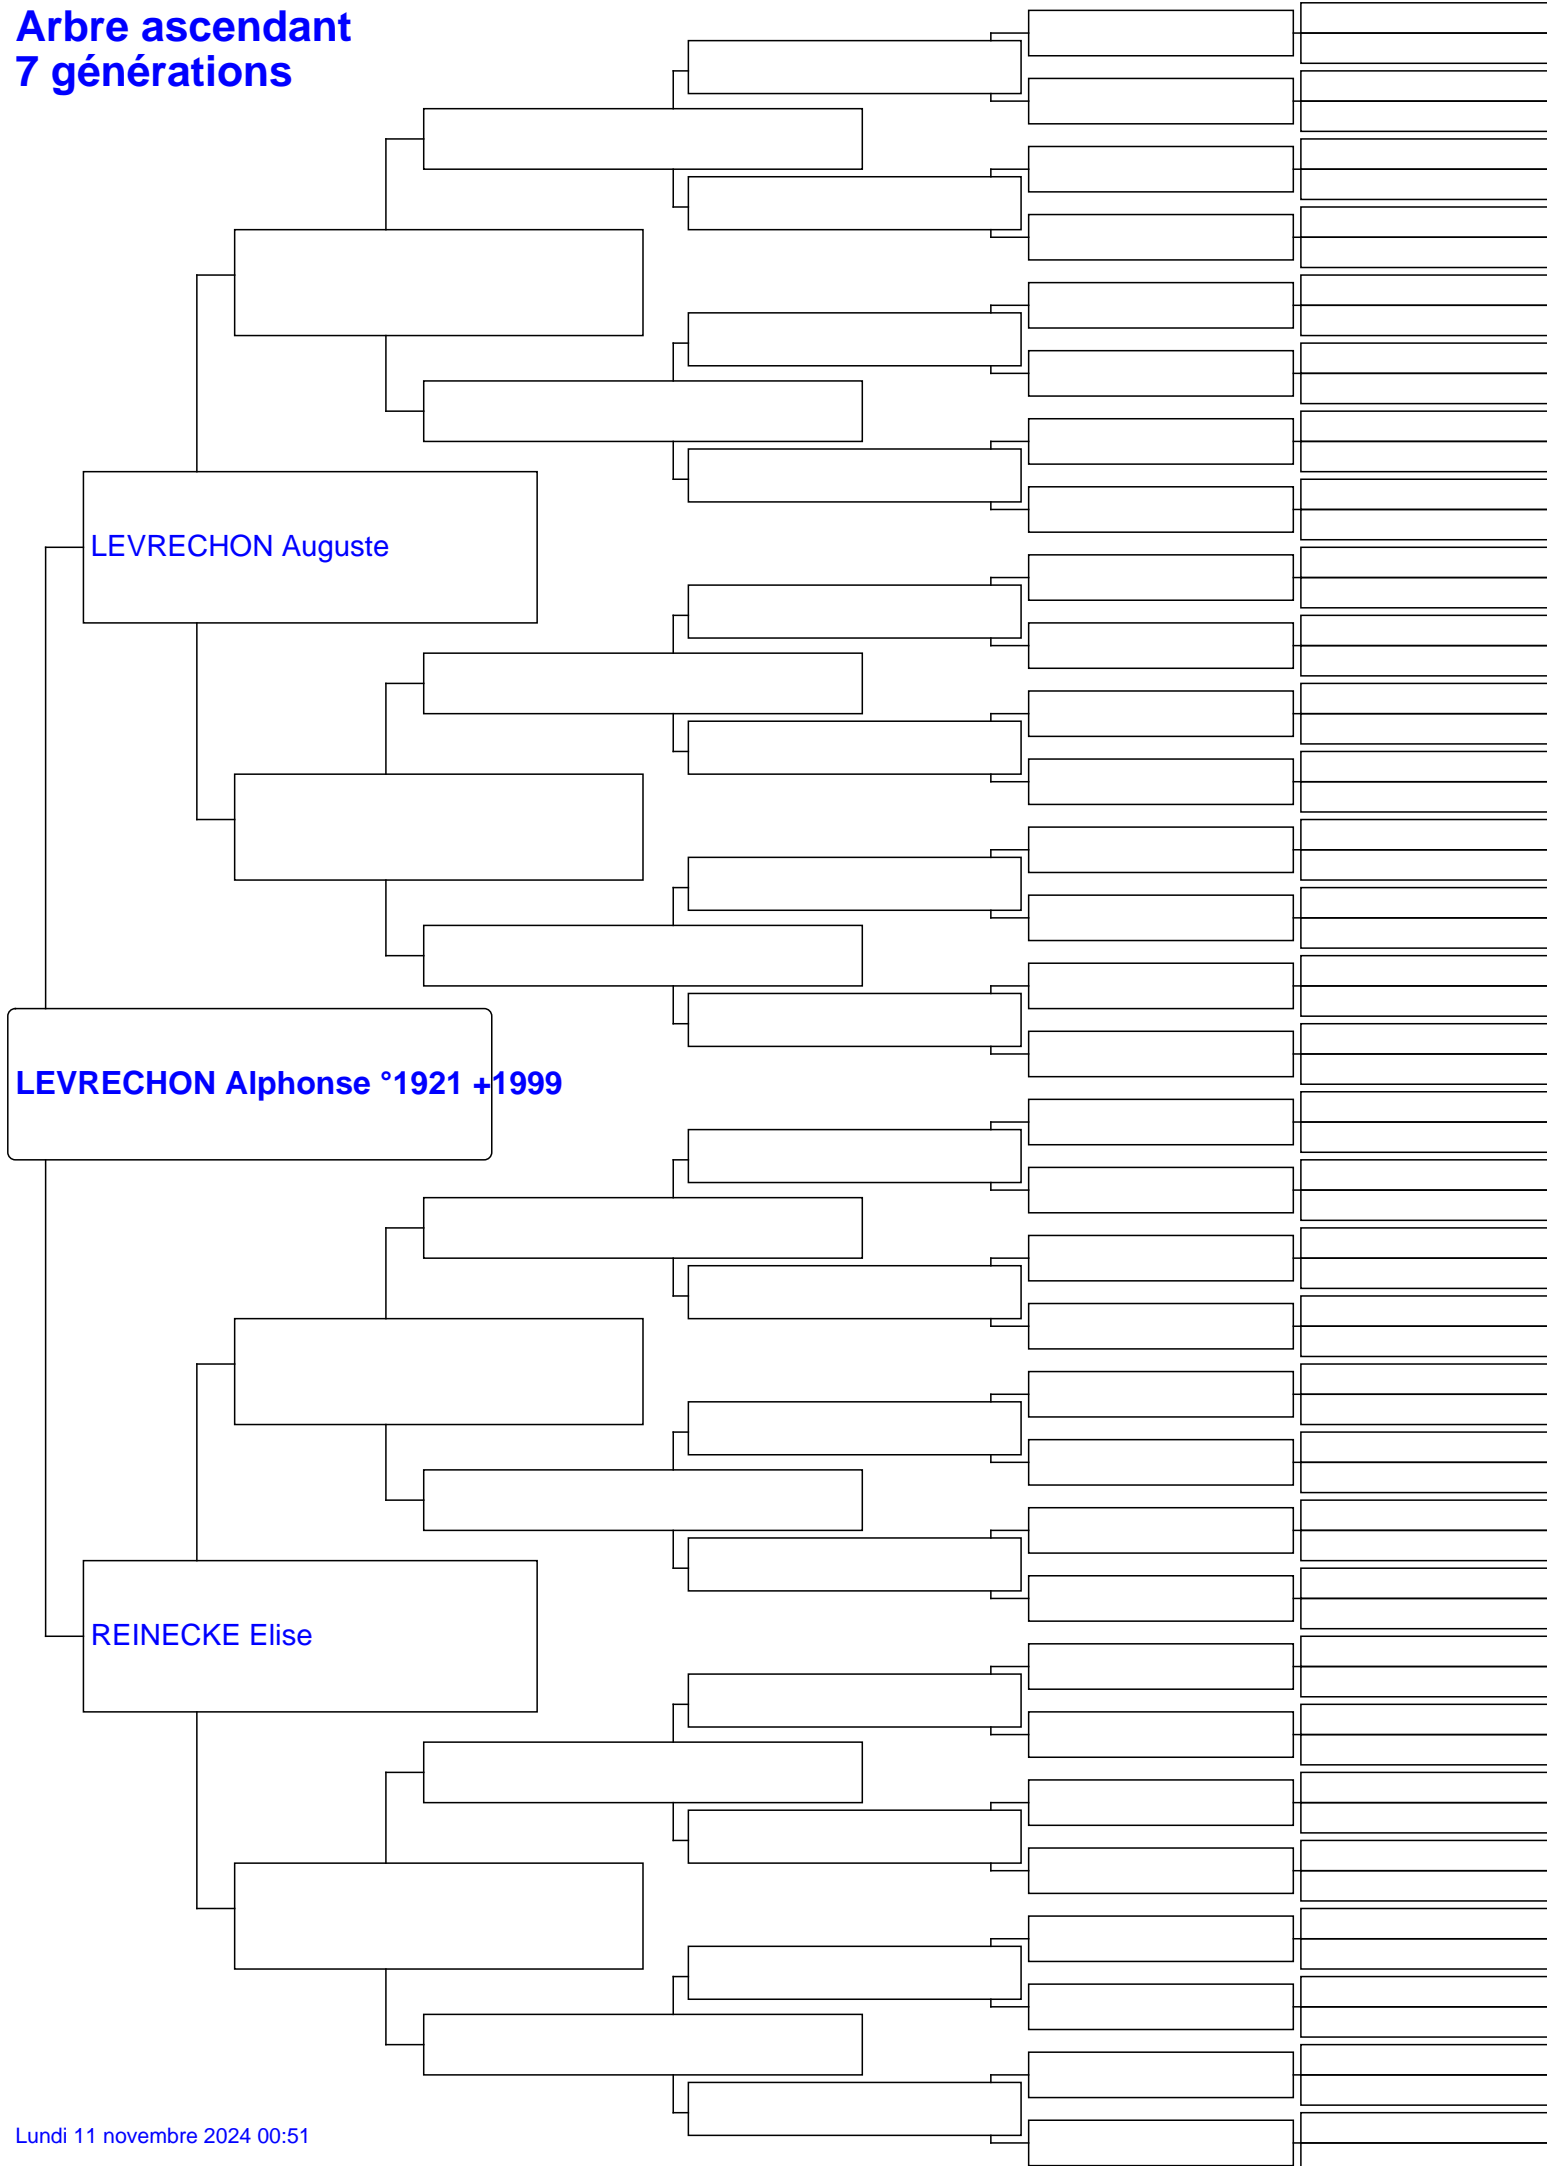 Arbre ascendant
7 générations
LEVRECHON Auguste
LEVRECHON Alphonse °1921 +1999
REINECKE Elise
Lundi 11 novembre 2024 00:51